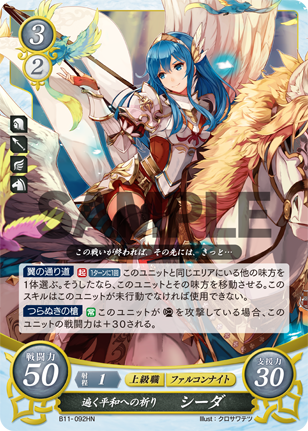 3
2
SAMPLE
この戦いが終われば。その先には、きっと…
翼の通り道 起 1ターンに1回 このユニットと同じエリアにいる他の味方を
1体選ぶ。そうしたなら、このユニットとその味方を移動させる。この
スキルはこのユニットが未行動でなければ使用できない。
つらぬきの槍 常 このユニットが を攻撃している場合、このユ
ニットの戦闘力は+30される。
戦闘力
50
射程 1 上級職 ファルコンナイト
支援力
30
遍く平和への祈り シーダ
B11-092HN
Illust:クロサワテツ